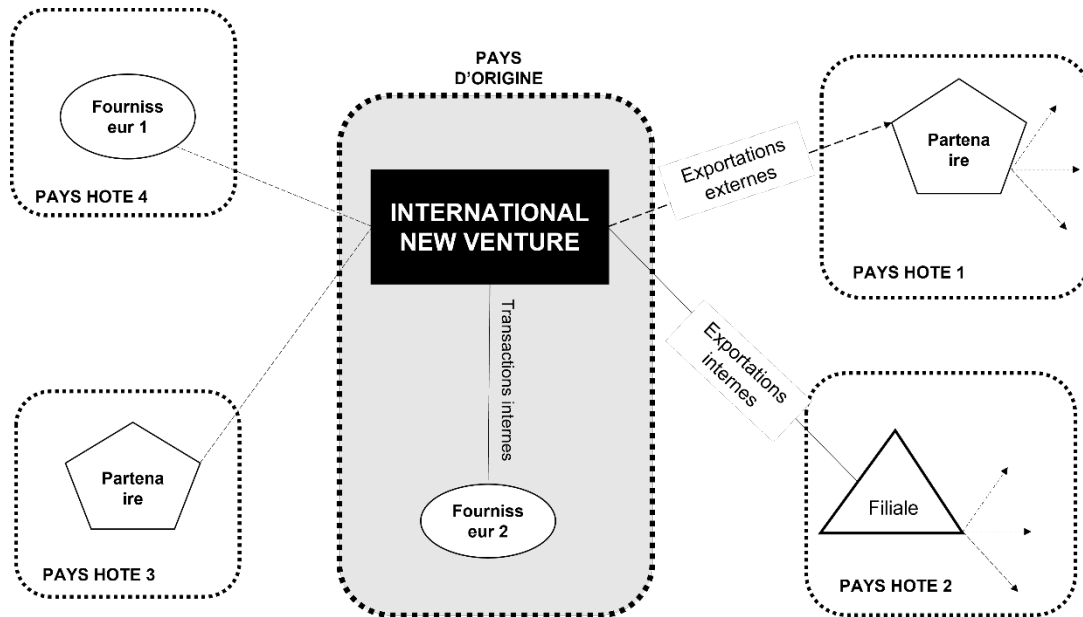 PAYS
D'ORIGINE
Fourniss
eur 1
PAYS HOTE 4
INTERNATIONAL
NEW VENTURE
Exportations
externes
Partena
ire
PAYS HOTE 1
Transactions internes
Exportations
internes
Partena
ire
PAYS HOTE 3
Fourniss
eur 2
Filiale
PAYS HOTE 2